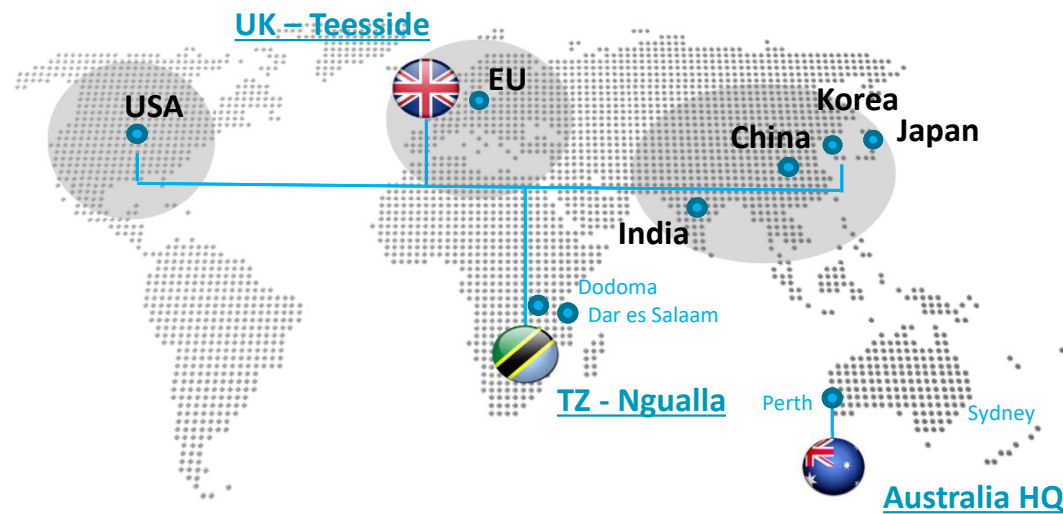 UK – Teesside
USA
EU
Korea
China
Japan
India
Dodoma
Dar es Salaam
TZ - Ngualla
Perth
Sydney
Australia HQ